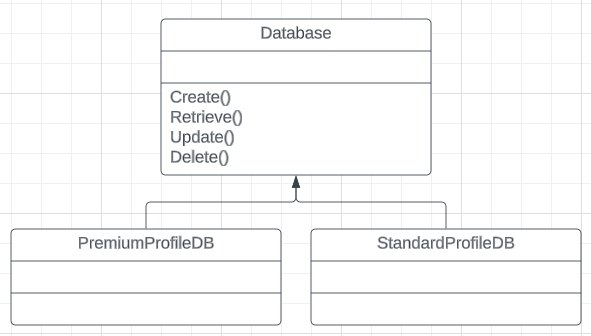 Database
Create()
Retrieve()
Update()
Delete()
PremiumProfileDB
StandardProfileDB